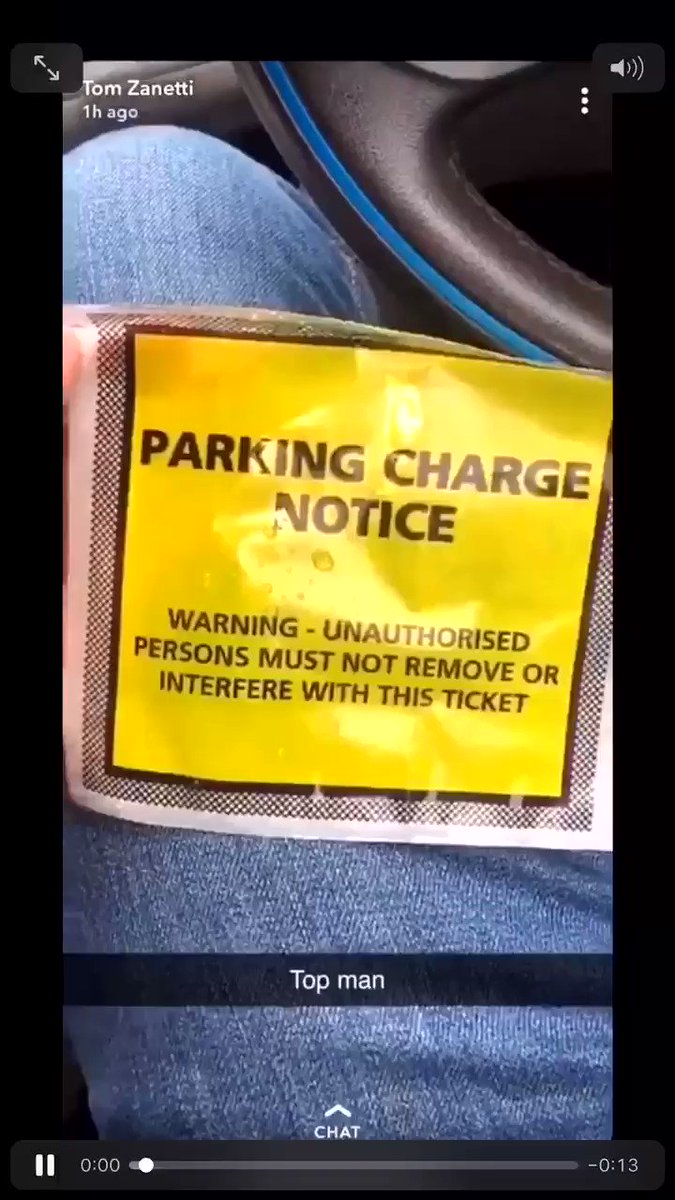 Tom Zanetti
1h ago
PARKING CHARGE
NOTICE
WARNING - UNAUTHORISED
PERSONS MUST NOT REMOVE OR
INTERFERE WITH THIS TICKET
Top man
CHAT
0:00
-0:13